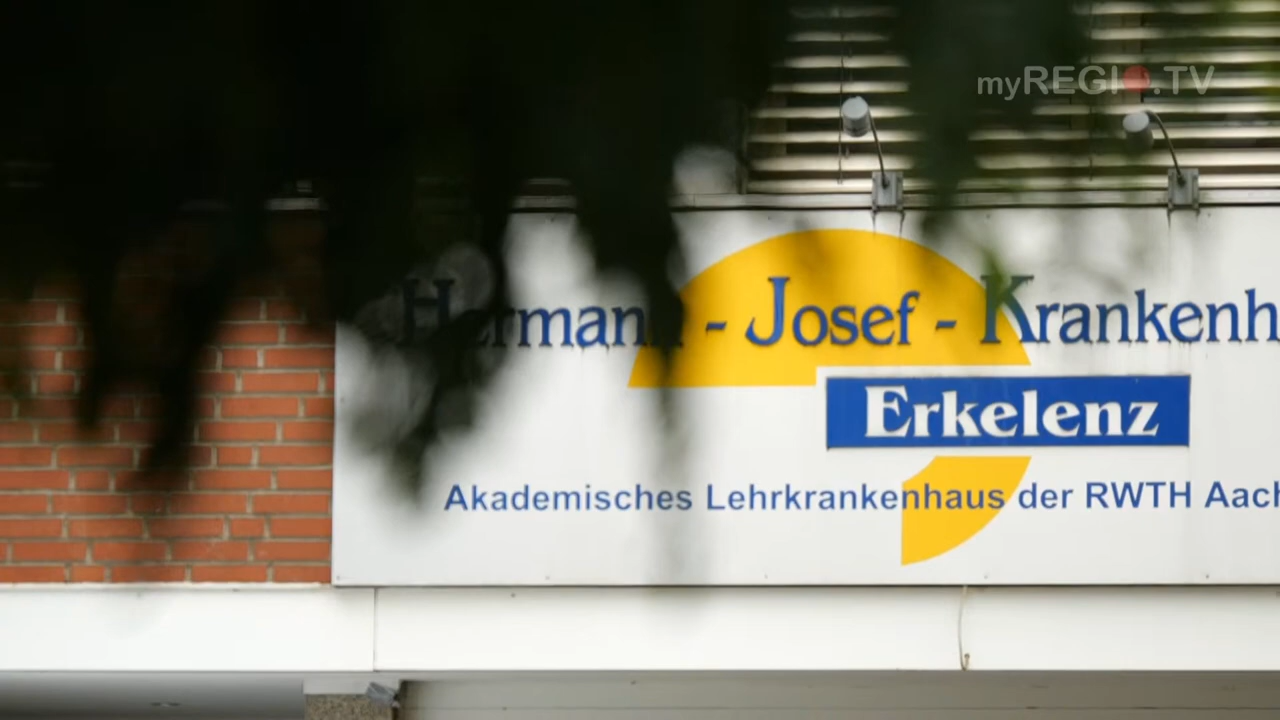 myREGIO.TV
Hermann - Josef - Krankenh
Erkelenz
Akademisches Lehrkrankenhaus der RWTH Aach